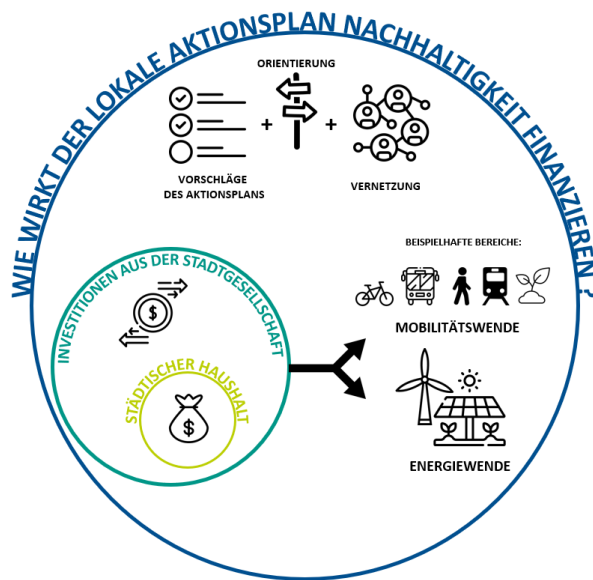 WIE WIRKT DER LOKALE AKTIONSPLAN NACHHALTIGKEIT FINANZIEREN ?
ORIENTIERUNG
+
+
VORSCHLÄGE
DES AKTIONSPLANS
VERNETZUNG
INVESTITIONEN AUS DER STADTGESELLSCHAFT
$
STÄDTISCHER HAUSHALT
$
BEISPIELHAFTE BEREICHE:
MOBILITÄTSWENDE
ENERGIEWENDE